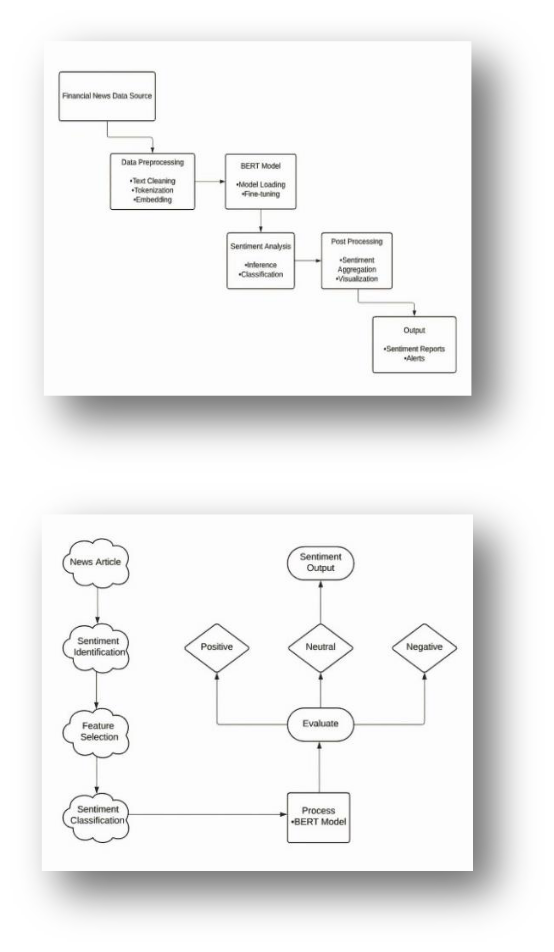 Financial News Data Source
Data Preprocessing
•Text Cleaning
•Tokenization
•Embedding
BERT Model
•Model Loading
•Fine-tuning
Sentiment Analysis
•Inference
•Classification
Post Processing
•Sentiment
Aggregation
•Visualization
Output
•Sentiment Reports
•Alerts
News Article
Sentiment
Output
Sentiment
Identification
Positive
Neutral
Negative
Feature
Selection
Evaluate
Sentiment
Classification
Process
•BERT Model